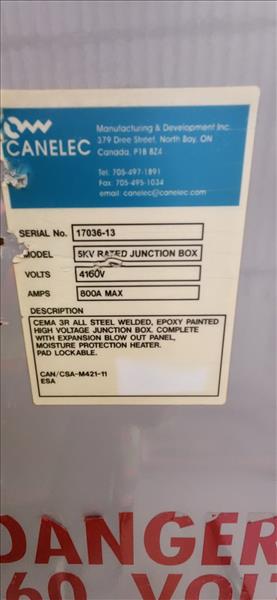 CANELEC
Manufacturing & Development Inc.
379 Dree Street, North Bay, ON
Canada, P1B 8Z4
Tel: 705-497-1891
Fax: 705-495-1034
email: canelec@canelec.com
SERIAL No. 17036-13
MODEL 5KV RATED JUNCTION BOX
VOLTS 4160V
AMPS 800A MAX
DESCRIPTION
CEMA 3R ALL STEEL WELDED, EPOXY PAINTED
HIGH VOLTAGE JUNCTION BOX. COMPLETE
WITH EXPANSION BLOW OUT PANEL,
MOISTURE PROTECTION HEATER.
PAD LOCKABLE.
CAN/CSA-M421-11
ESA
DANGER
60 VOL